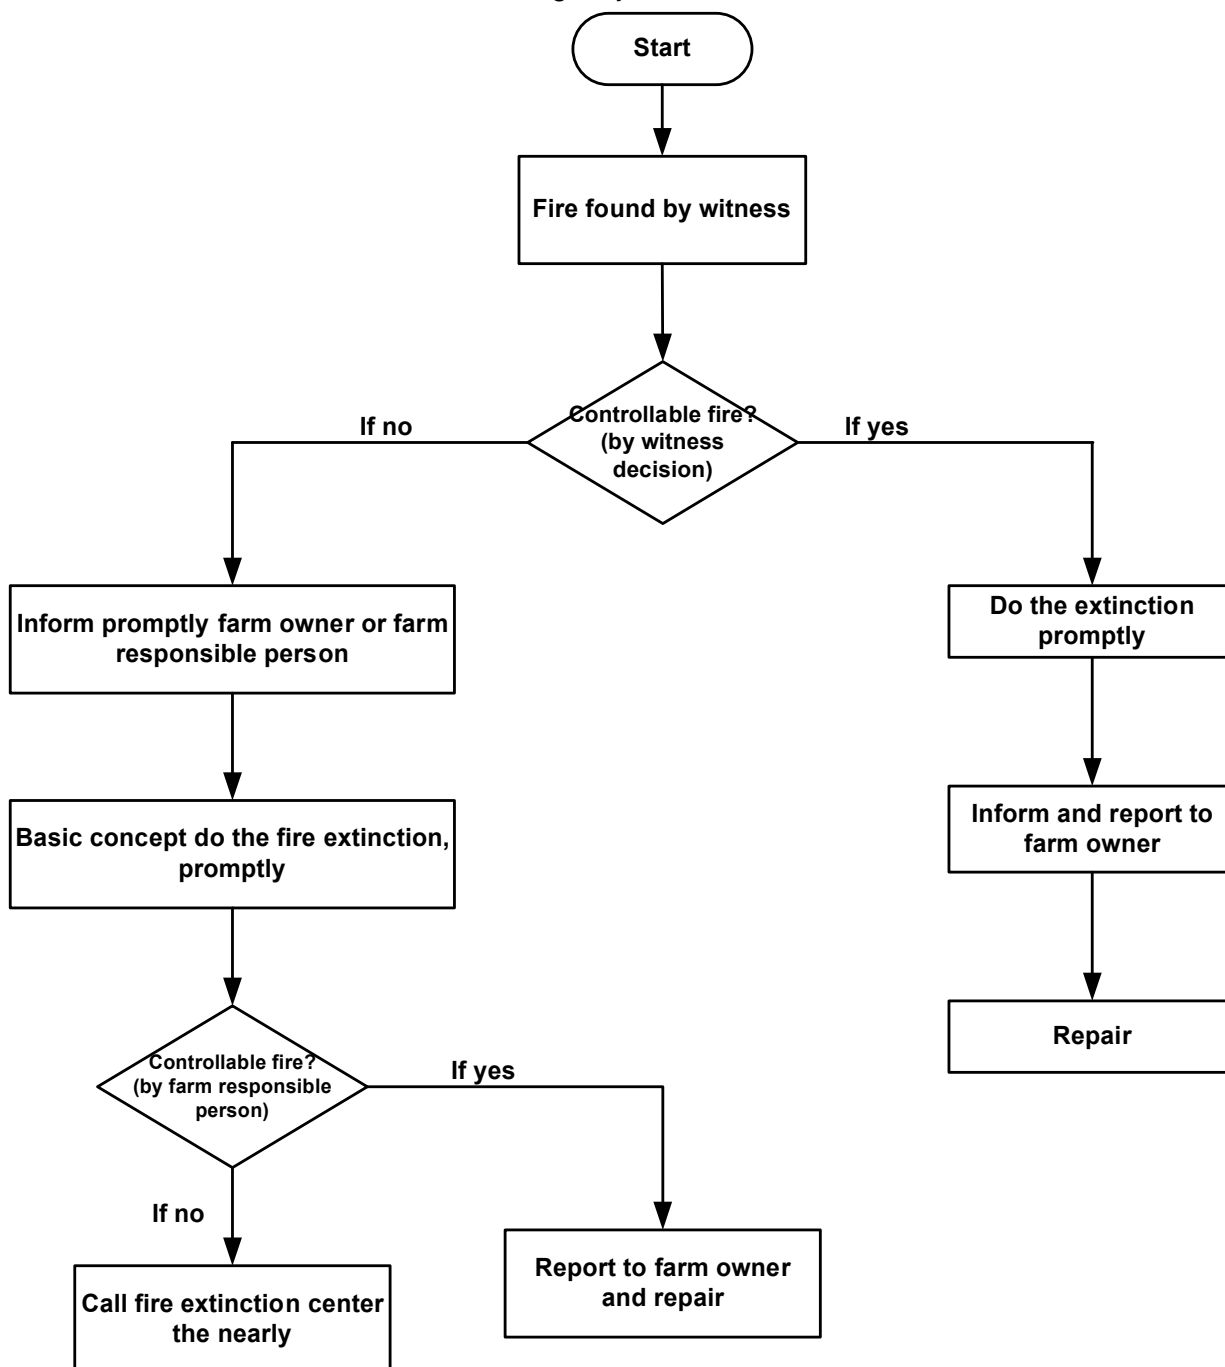 Start
Fire found by witness
Controllable fire?
(by witness
decision)
If no
If yes
Inform promptly farm owner or farm
responsible person
Do the extinction
promptly
Basic concept do the fire extinction,
promptly
Inform and report to
farm owner
Repair
Controllable fire?
(by farm responsible
person)
If yes
If no
Report to farm owner
and repair
Call fire extinction center
the nearly